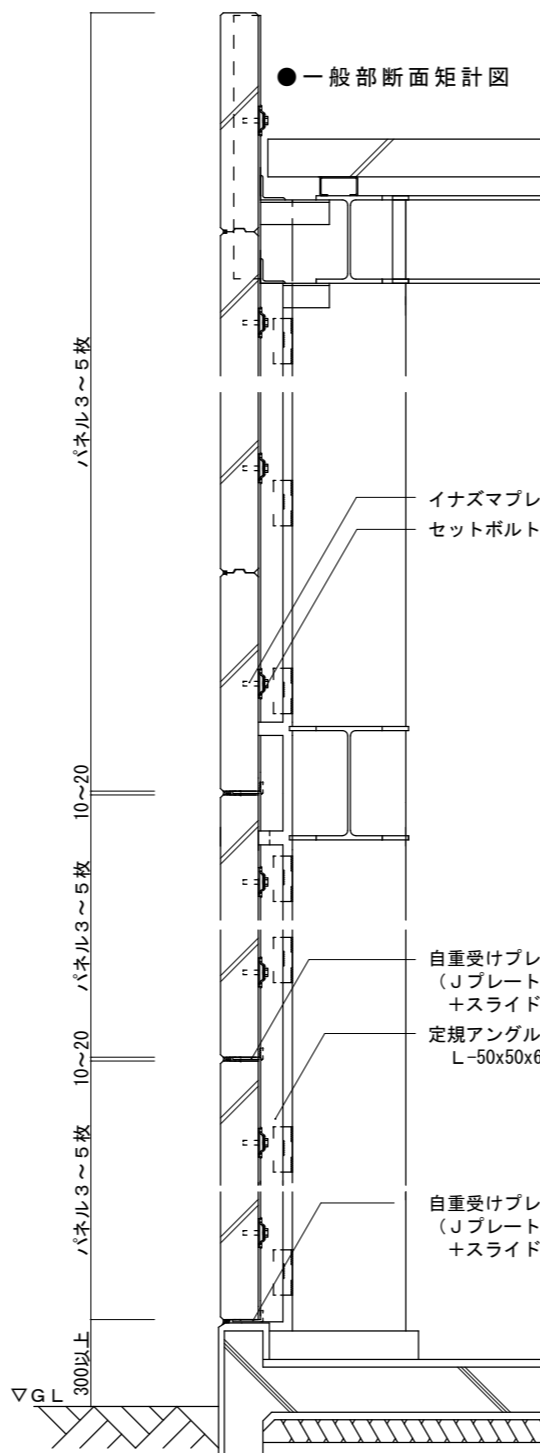 ●一般部断面矩計図
パネル3～5枚
イナズマプレ
セットボルト
10～20
パネル3～5枚
自重受けプレ
（Jプレート
＋スライド
10～20
定規アングル
L-50x50x6
パネル3～5枚
自重受けプレ
（Jプレート
＋スライド
300以上
▽GL